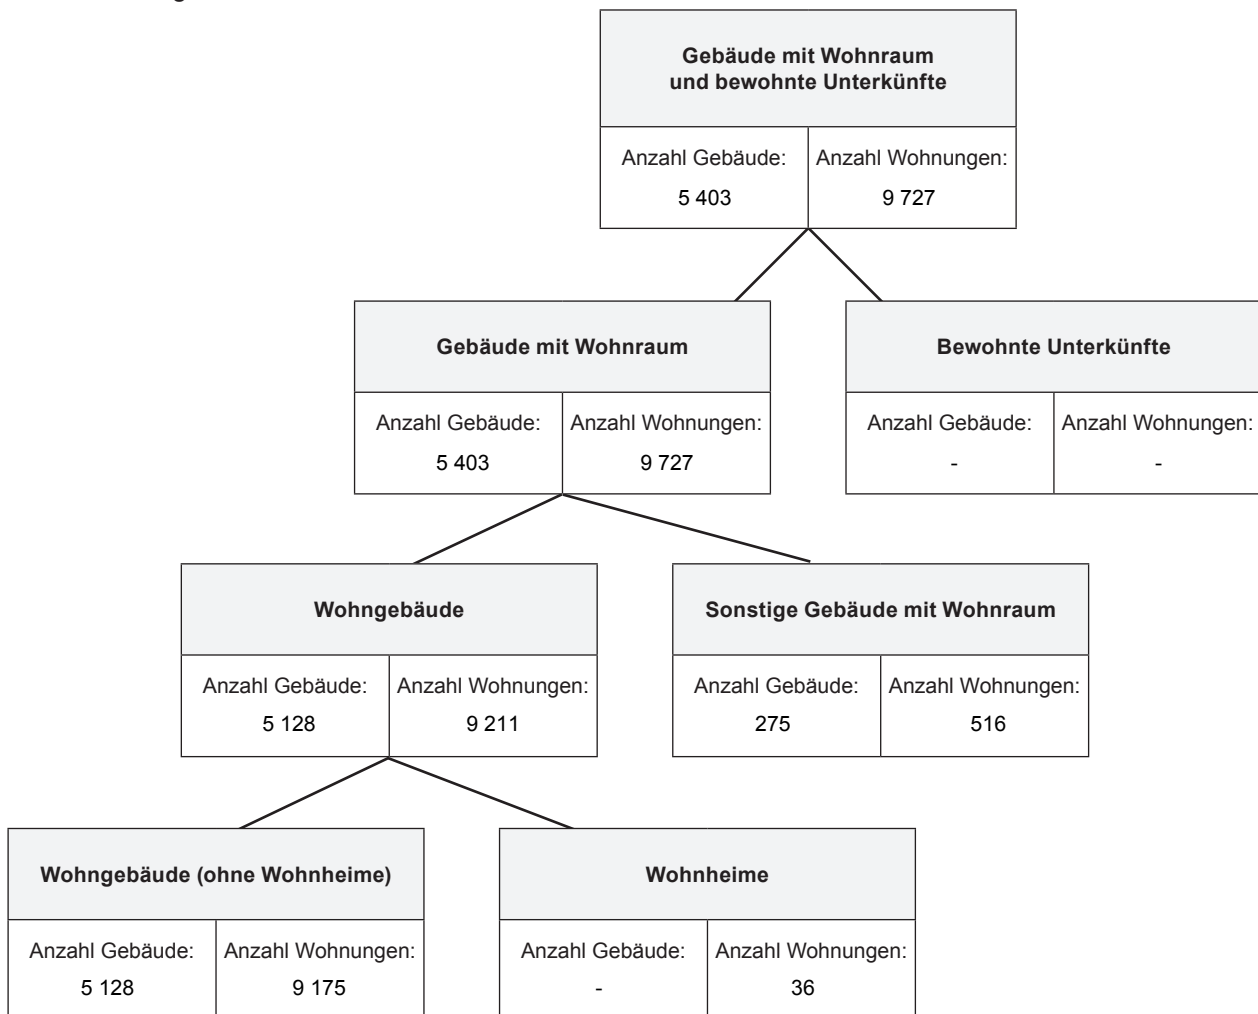 Gebäude mit Wohnraum
und bewohnte Unterkünfte
Anzahl Gebäude: Anzahl Wohnungen:
5 403 9 727
Gebäude mit Wohnraum Bewohnte Unterkünfte
Anzahl Gebäude: Anzahl Wohnungen: Anzahl Gebäude: Anzahl Wohnungen:
5 403 9 727 - -
Wohngebäude Sonstige Gebäude mit Wohnraum
Anzahl Gebäude: Anzahl Wohnungen: Anzahl Gebäude: Anzahl Wohnungen:
5 128 9 211 275 516
Wohngebäude (ohne Wohnheime) Wohnheime
Anzahl Gebäude: Anzahl Wohnungen: Anzahl Gebäude: Anzahl Wohnungen:
5 128 9 175 - 36